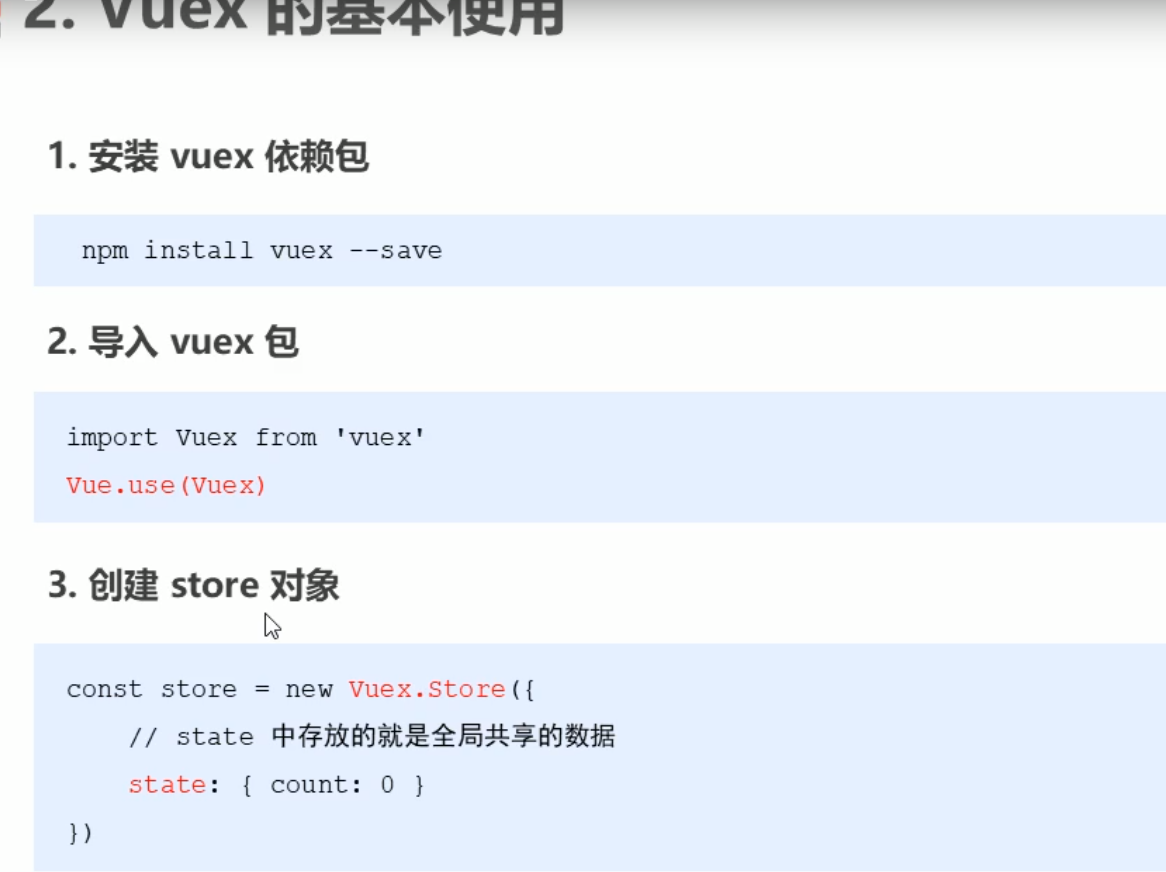 2. Vuex 的基本使用
1. 安装 vuex 依赖包
npm install vuex --save
2. 导入 vuex 包
import Vuex from 'vuex'
Vue.use(Vuex)
3. 创建 store 对象
const store = new Vuex.Store({
// state 中存放的就是全局共享的数据
state: { count: 0 }
})